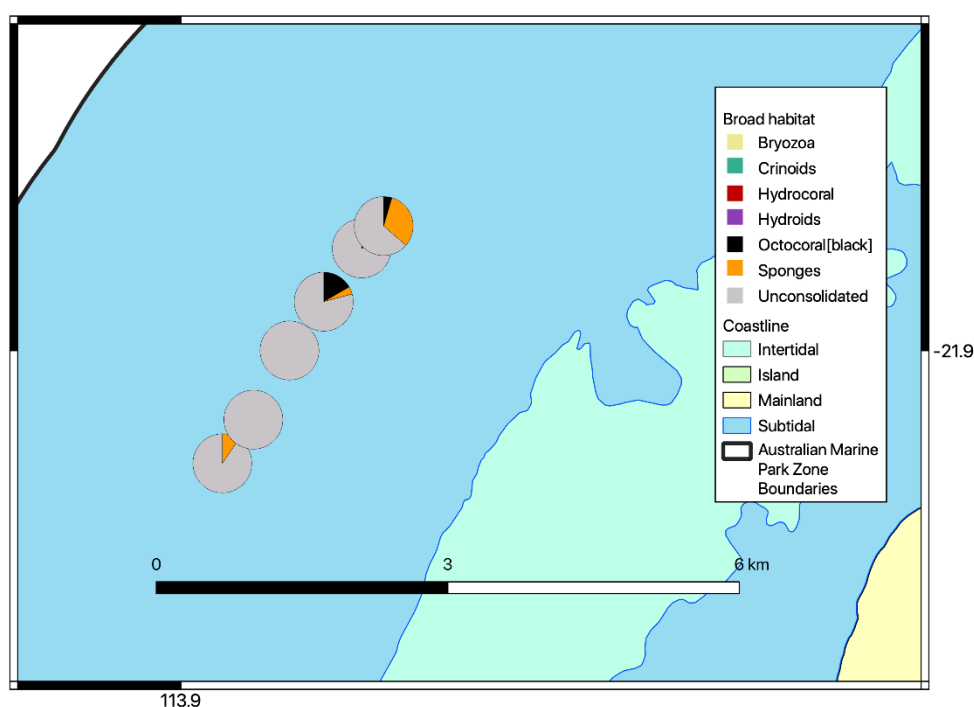 Broad habitat
Bryozoa
Crinoids
Hydrocoral
Hydroids
Octocoral[black]
Sponges
Unconsolidated
Coastline
Intertidal
Island
Mainland
Subtidal
Australian Marine
Park Zone
Boundaries
-21.9
0 3 6 km
113.9